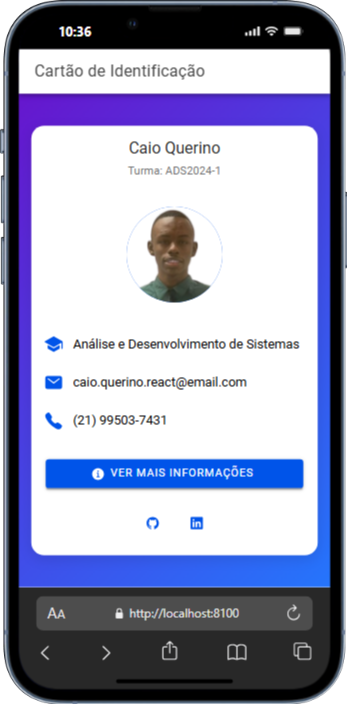 10:36
Cartão de Identificação
Caio Querino
Turma: ADS2024-1
Análise e Desenvolvimento de Sistemas
caio.querino.react@email.com
(21) 99503-7431
VER MAIS INFORMAÇÕES
in
AA http://localhost:8100